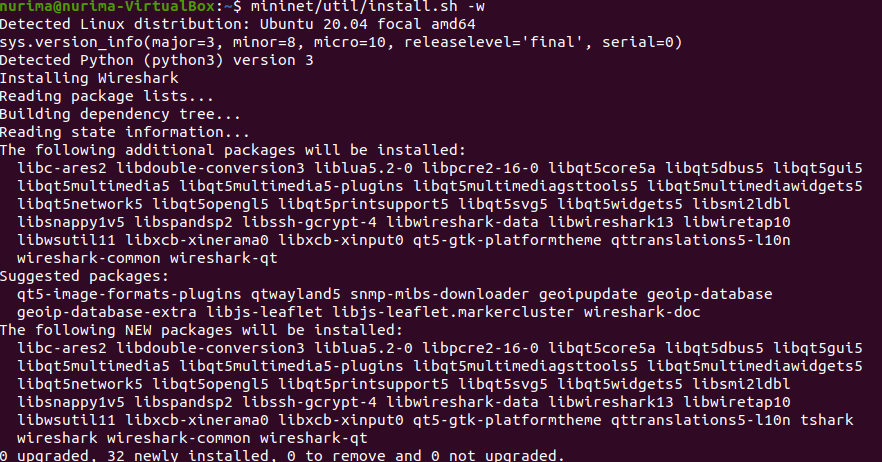 nurima@nurima-VirtualBox:~$ mininet/util/install.sh -w
Detected Linux distribution: Ubuntu 20.04 focal amd64
sys.version_info(major=3, minor=8, micro=10, releaselevel='final', serial=0)
Detected Python (python3) version 3
Installing Wireshark
Reading package lists...
Building dependency tree...
Reading state information...
The following additional packages will be installed:
  libc-ares2 libdouble-conversion3 liblua5.2-0 libpcre2-16-0 libqt5core5a libqt5dbus5 libqt5gui5
  libqt5multimedia5 libqt5multimedia5-plugins libqt5multimediagsttools5 libqt5multimediawidgets5
  libqt5network5 libqt5opengl5 libqt5printsupport5 libqt5svg5 libqt5widgets5 libsmi2ldbl
  libsnappy1v5 libspandsp2 libssh-gcrypt-4 libwireshark-data libwireshark13 libwiretap10
  libwsutil11 libxcb-xinerama0 libxcb-xinput0 qt5-gtk-platformtheme qttranslations5-l10n
  wireshark-common wireshark-qt
Suggested packages:
  qt5-image-formats-plugins qtwayland5 snmp-mibs-downloader geoipupdate geoip-database
  geoip-database-extra libjs-leaflet libjs-leaflet.markercluster wireshark-doc
The following NEW packages will be installed:
  libc-ares2 libdouble-conversion3 liblua5.2-0 libpcre2-16-0 libqt5core5a libqt5dbus5 libqt5gui5
  libqt5multimedia5 libqt5multimedia5-plugins libqt5multimediagsttools5 libqt5multimediawidgets5
  libqt5network5 libqt5opengl5 libqt5printsupport5 libqt5svg5 libqt5widgets5 libsmi2ldbl
  libsnappy1v5 libspandsp2 libssh-gcrypt-4 libwireshark-data libwireshark13 libwiretap10
  libwsutil11 libxcb-xinerama0 libxcb-xinput0 qt5-gtk-platformtheme qttranslations5-l10n tshark
  wireshark wireshark-common wireshark-qt
0 upgraded, 32 newly installed, 0 to remove and 0 not upgraded.